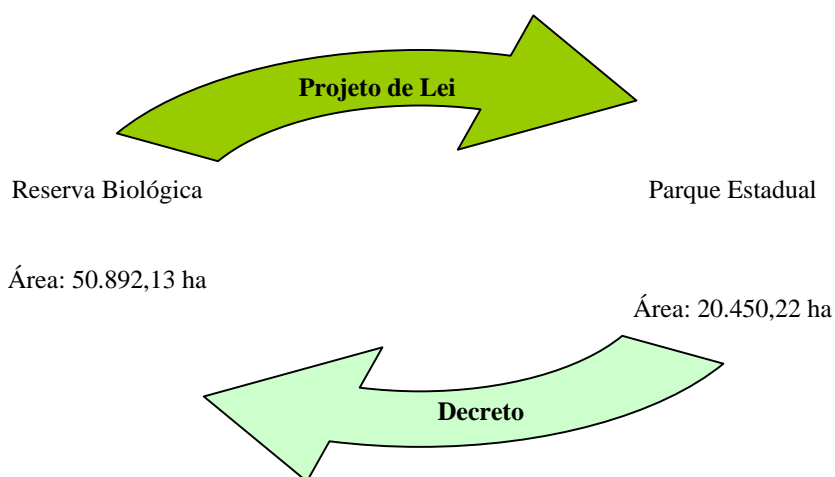 Projeto de Lei
Reserva Biológica
Parque Estadual
Área: 50.892,13 ha
Área: 20.450,22 ha
Decreto